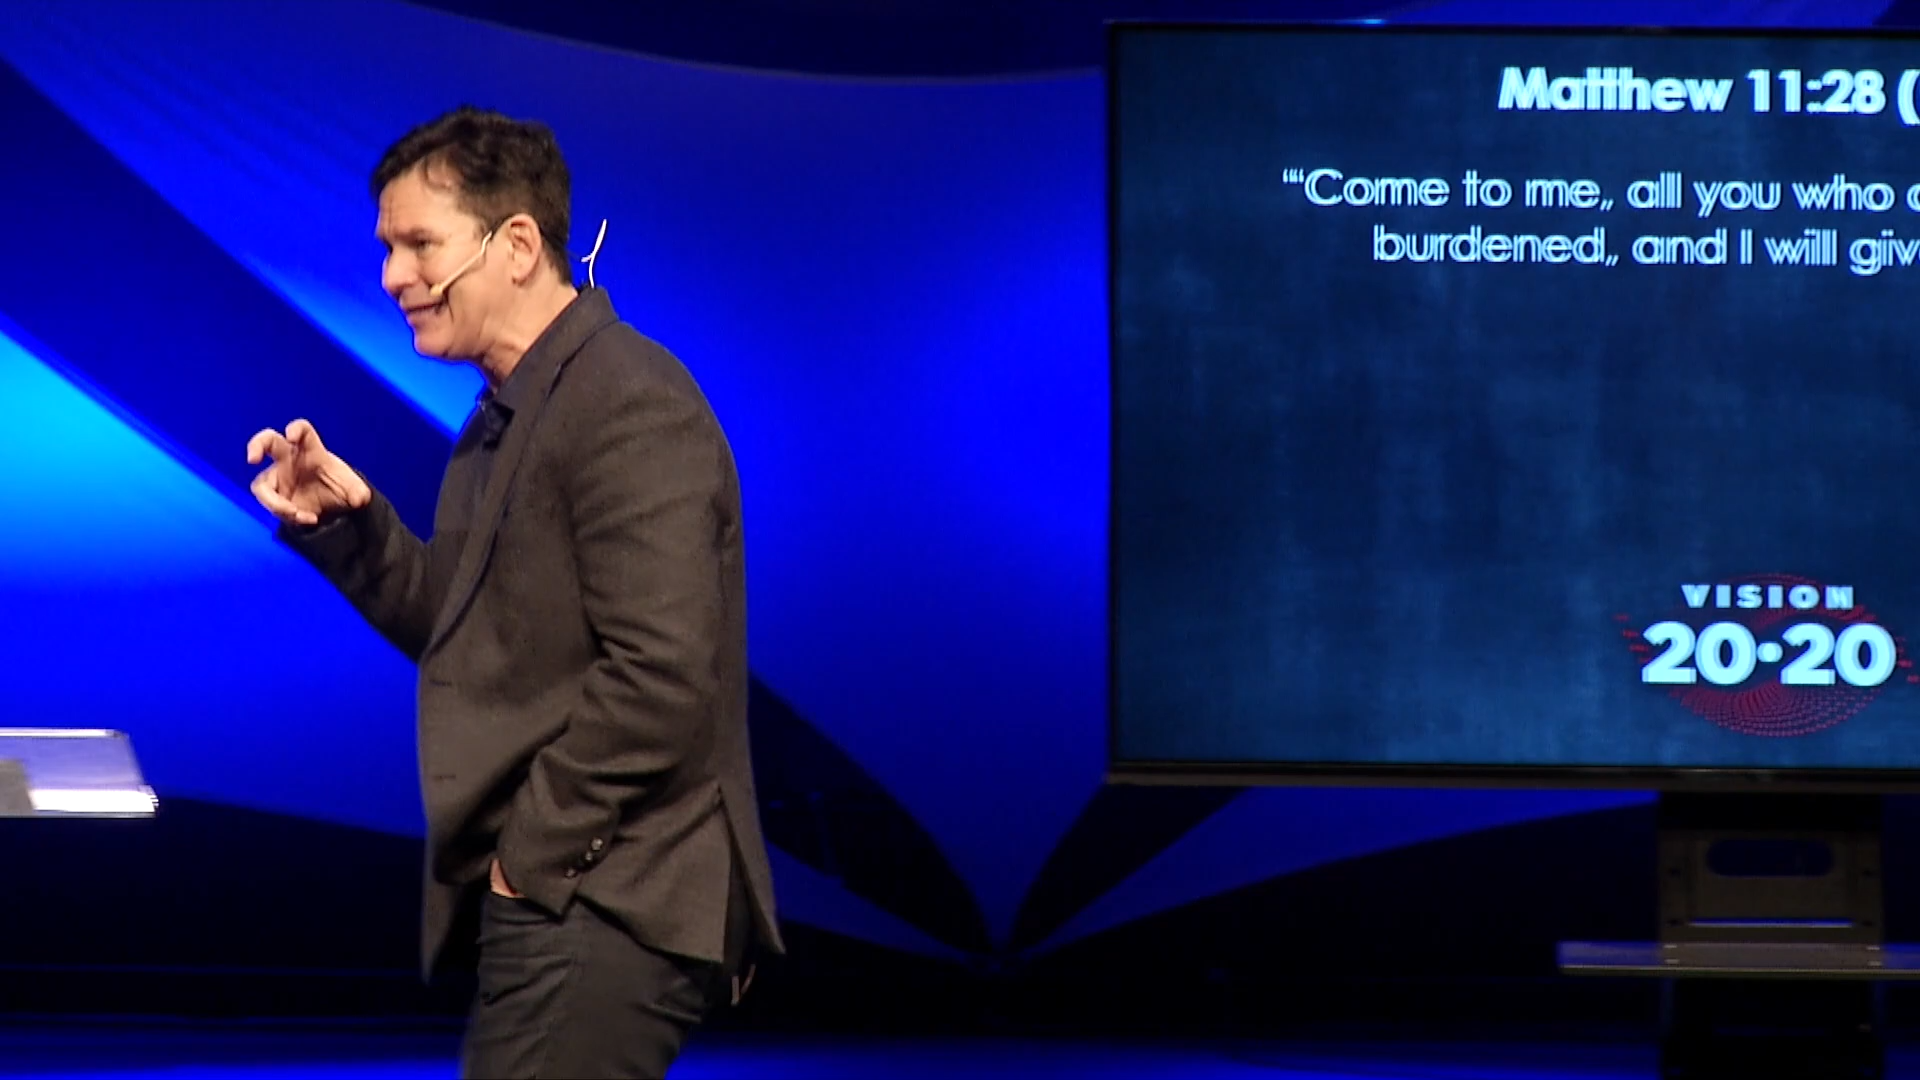 Matthew 11:28 (
"Come to me, all you who
burdened, and I will giv
VISION
20•20